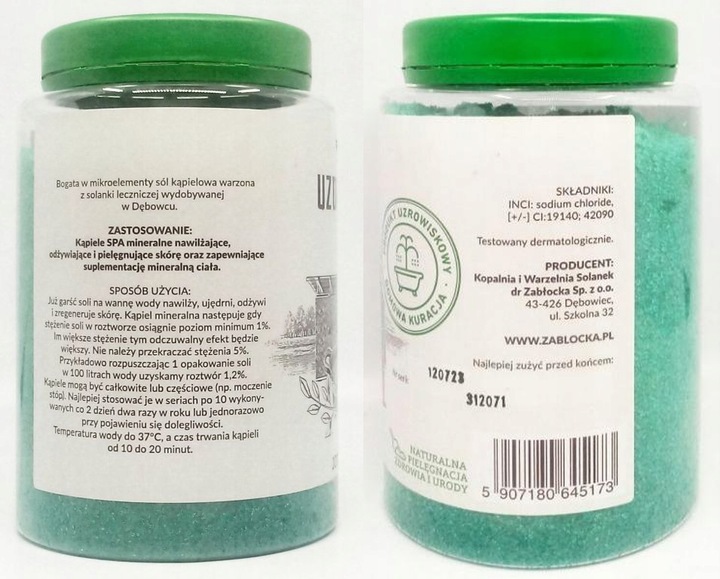 Bogata w mikroelementy sól kąpielowa warzona
z solanki leczniczej wydobywanej
w Dębowcu.
ZASTOSOWANIE:
Kąpiele SPA mineralne nawilżające,
odżywiające i pielęgnujące skórę oraz zapewniające
suplementację mineralną ciała.
SPOSÓB UŻYCIA:
Już garść soli na wannę wody nawilży, ujędrni, odżywi
i zregeneruje skórę. Kąpiel mineralna następuje gdy
stężenie soli w roztworze osiągnie poziom minimum 1%.
Im większe stężenie tym odczuwalny efekt będzie
większy. Nie należy przekraczać stężenia 5%.
Przykładowo rozpuszczając 1 opakowanie soli
w 100 litrach wody uzyskamy roztwór 1,2%.
Kąpiele mogą być całkowite lub częściowe (np. moczenie
stóp). Najlepiej stosować je w seriach po 10 wykony-
wanych co 2 dzień dwa razy w roku lub jednorazowo
przy pojawieniu się dolegliwości.
Temperatura wody do 37°C, a czas trwania kąpieli
od 10 do 20 minut.
UZROWISKOWY
KURACJA
SKŁADNIKI:
INCI: sodium chloride,
[+/-] CI:19140; 42090
Testowany dermatologicznie.
PRODUCENT:
Kopalnia i Warzelnia Solanek
dr Zabłocka Sp. z o.o.
43-426 Dębowiec,
ul. Szkolna 32
WWW.ZABLOCKA.PL
Najlepiej zużyć przed końcem:
120723
312071
NATURALNA
PIELĘGNACJA
ZDROWIA I URODY
5 907180 645173